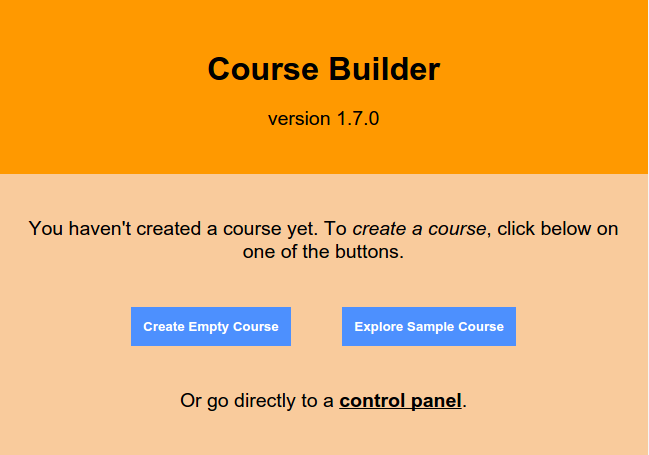 Course Builder
version 1.7.0
You haven't created a course yet. To create a course, click below on
one of the buttons.
Create Empty Course
Explore Sample Course
Or go directly to a control panel.